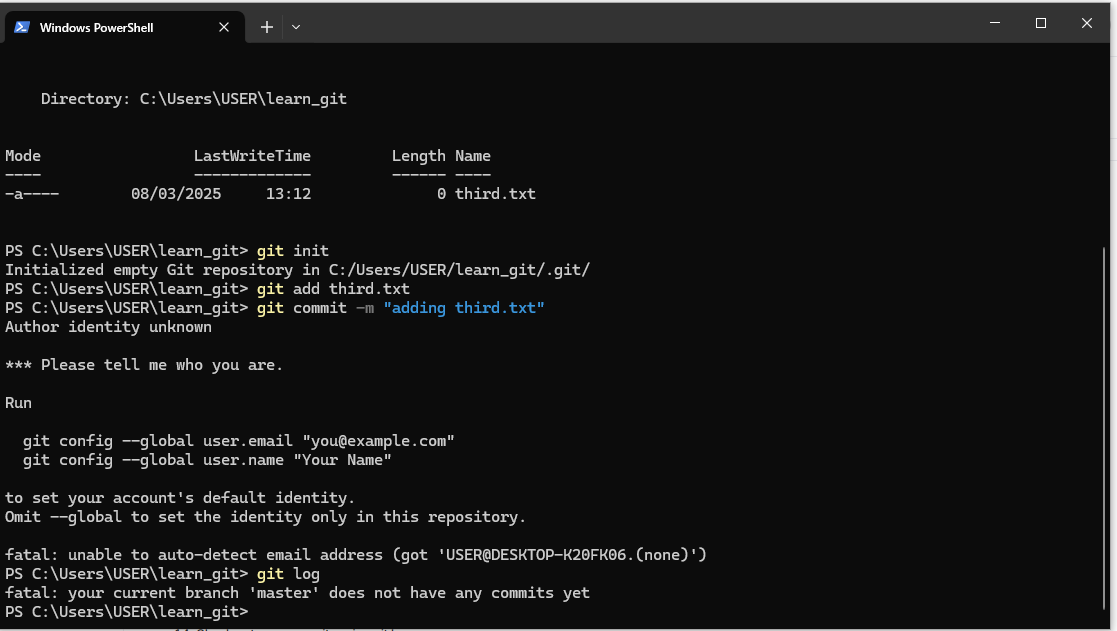 Windows PowerShell
Directory: C:\Users\USER\learn_git
Mode                 LastWriteTime         Length Name
----                 -------------         ------ ----
-a----        08/03/2025     13:12              0 third.txt
PS C:\Users\USER\learn_git> git init
Initialized empty Git repository in C:/Users/USER/learn_git/.git/
PS C:\Users\USER\learn_git> git add third.txt
PS C:\Users\USER\learn_git> git commit -m "adding third.txt"
Author identity unknown
*** Please tell me who you are.
Run
  git config --global user.email "you@example.com"
  git config --global user.name "Your Name"
to set your account's default identity.
Omit --global to set the identity only in this repository.
fatal: unable to auto-detect email address (got 'USER@DESKTOP-K20FK06.(none)')
PS C:\Users\USER\learn_git> git log
fatal: your current branch 'master' does not have any commits yet
PS C:\Users\USER\learn_git>